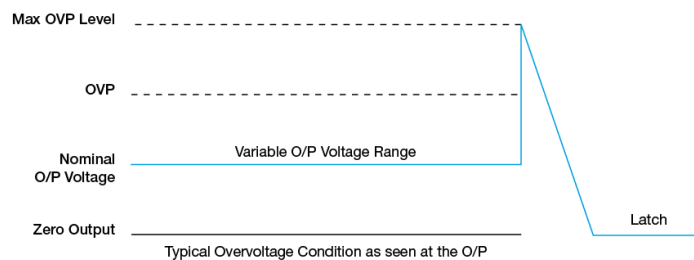 Max OVP Level
OVP
Variable O/P Voltage Range
Nominal
O/P Voltage
Latch
Zero Output
Typical Overvoltage Condition as seen at the O/P